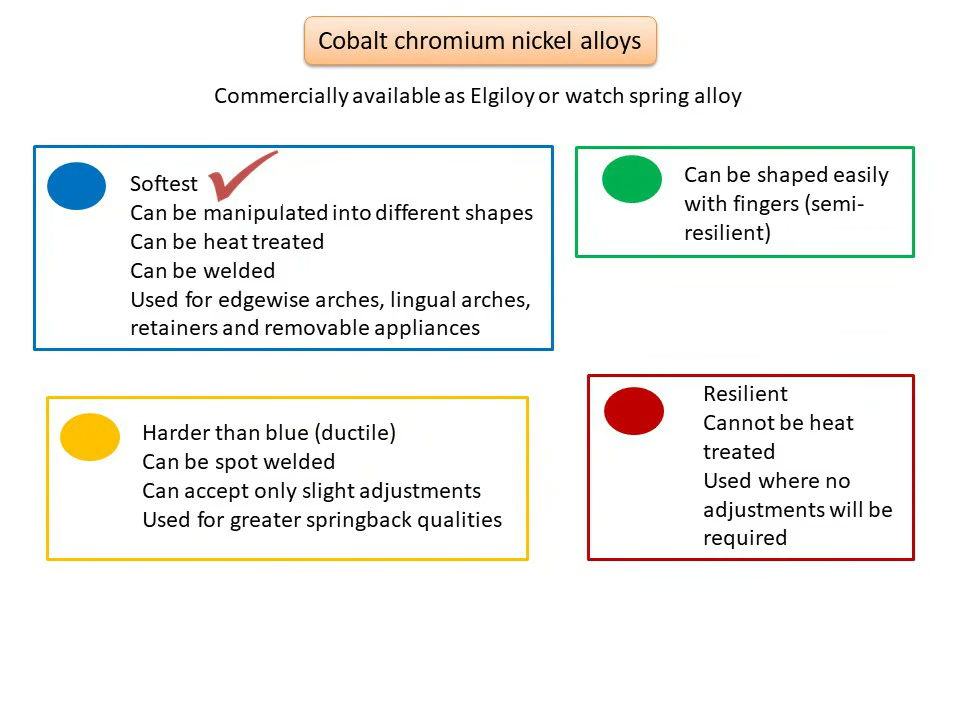 Cobalt chromium nickel alloys
Commercially available as Elgiloy or watch spring alloy
Softest
Can be manipulated into different shapes
Can be heat treated
Can be welded
Used for edgewise arches, lingual arches,
retainers and removable appliances
Can be shaped easily
with fingers (semi-
resilient)
Harder than blue (ductile)
Can be spot welded
Can accept only slight adjustments
Used for greater springback qualities
Resilient
Cannot be heat
treated
Used where no
adjustments will be
required